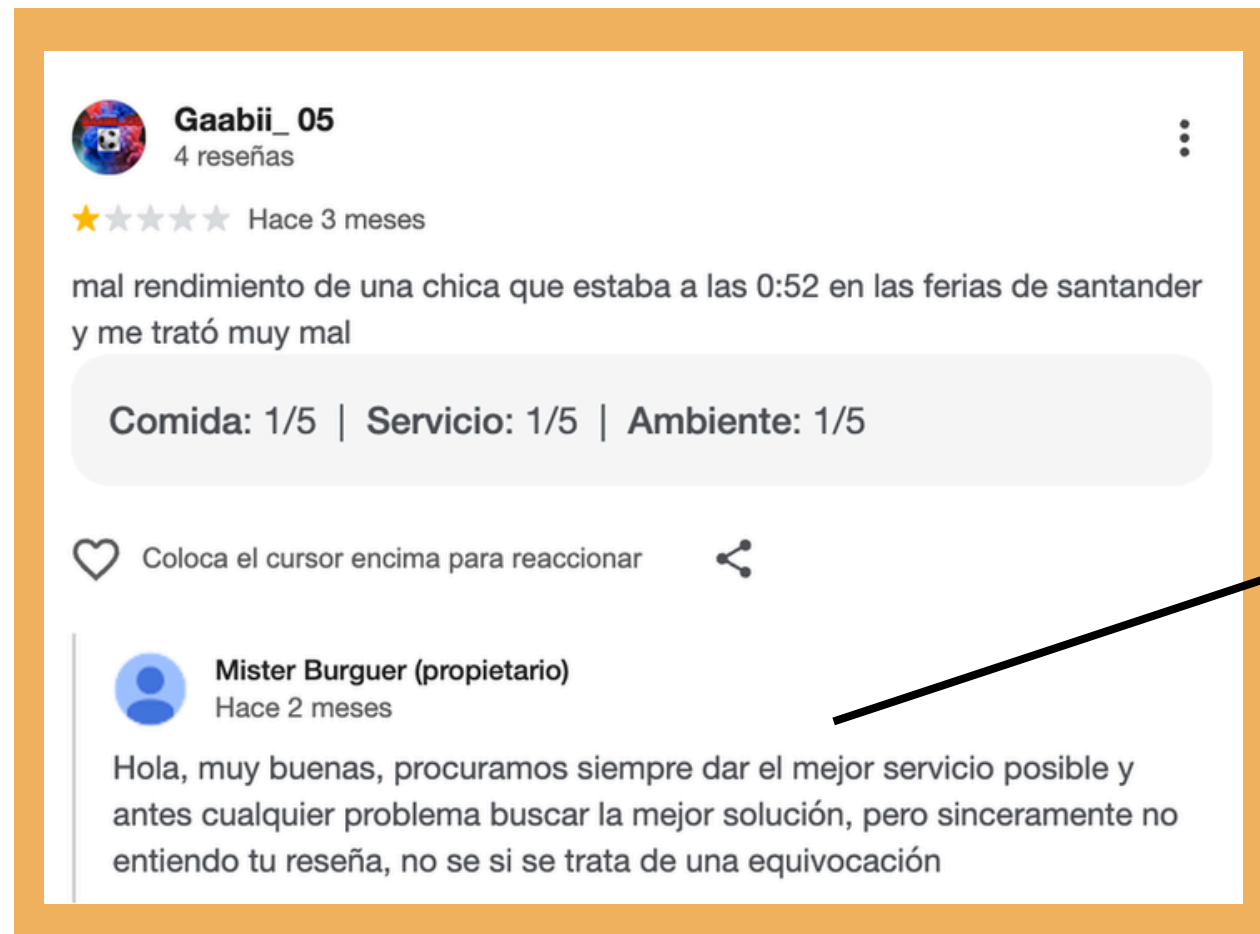 Gaabii_ 05
4 reseñas
Hace 3 meses
mal rendimiento de una chica que estaba a las 0:52 en las ferias de santander
y me trató muy mal
Comida: 1/5 | Servicio: 1/5 | Ambiente: 1/5
Coloca el cursor encima para reaccionar
Mister Burguer (propietario)
Hace 2 meses
Hola, muy buenas, procuramos siempre dar el mejor servicio posible y
antes cualquier problema buscar la mejor solución, pero sinceramente no
entiendo tu reseña, no se si se trata de una equivocación